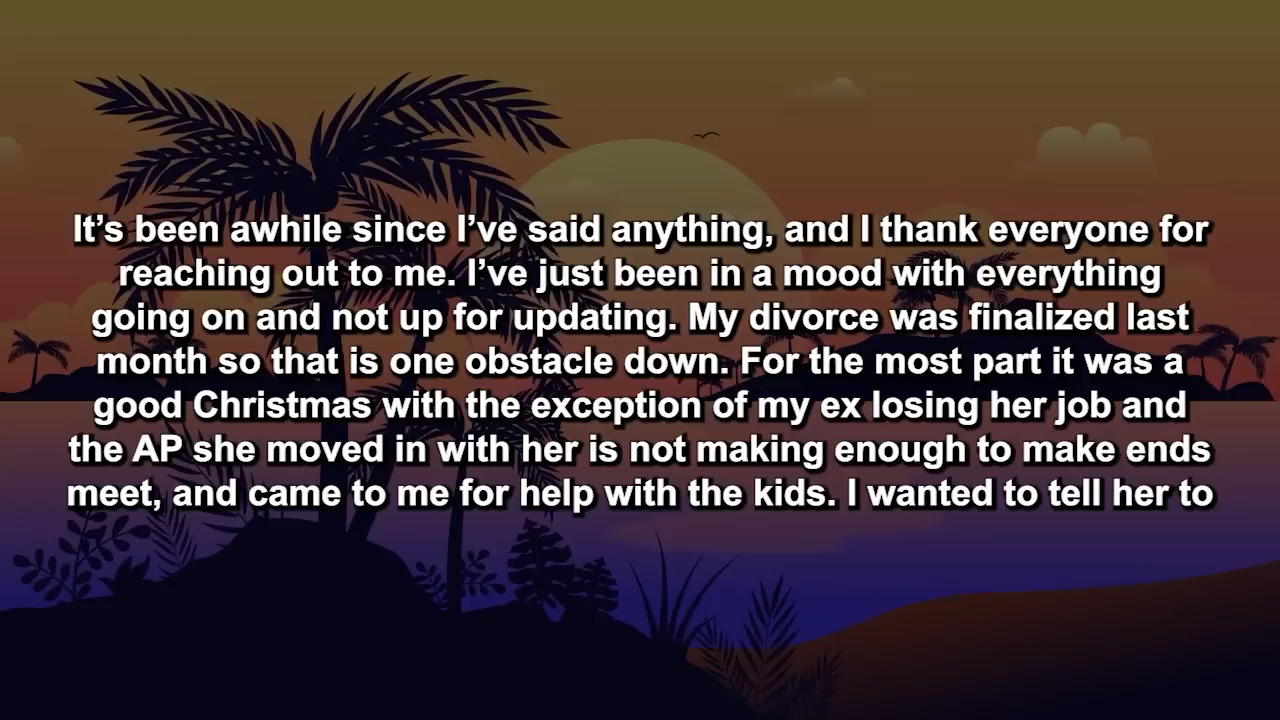 It’s been awhile since I’ve said anything, and I thank everyone for
reaching out to me. I’ve just been in a mood with everything
going on and not up for updating. My divorce was finalized last
month so that is one obstacle down. For the most part it was a
good Christmas with the exception of my ex losing her job and
the AP she moved in with her is not making enough to make ends
meet, and came to me for help with the kids. I wanted to tell her to